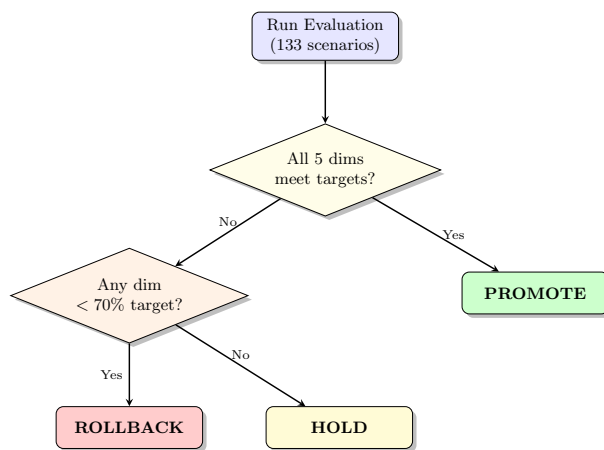 Run Evaluation
(133 scenarios)
All 5 dims
meet targets?
No
Yes
Any dim
< 70% target?
PROMOTE
No
Yes
ROLLBACK
HOLD